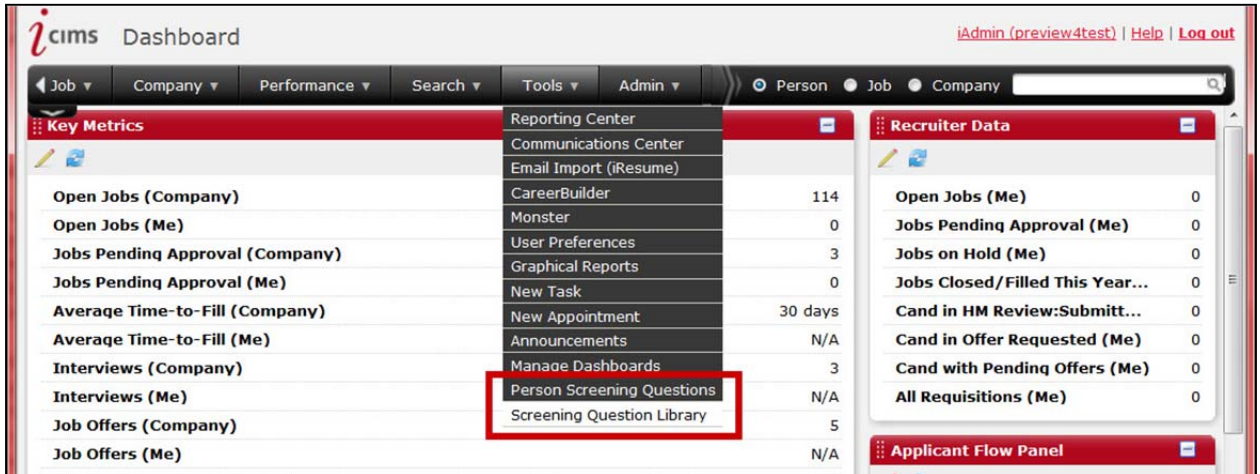 icims Dashboard
iAdmin (preview4test) | Help | Log out
Job Company Performance Search Tools Admin Person Job Company
Key Metrics
Open Jobs (Company) 114
Open Jobs (Me) 0
Jobs Pending Approval (Company) 3
Jobs Pending Approval (Me) 0
Average Time-to-Fill (Company) 30 days
Average Time-to-Fill (Me) N/A
Interviews (Company) 3
Interviews (Me) N/A
Job Offers (Company) 5
Job Offers (Me) N/A
Reporting Center
Communications Center
Email Import (iResume)
CareerBuilder
Monster
User Preferences
Graphical Reports
New Task
New Appointment
Announcements
Manage Dashboards
Person Screening Questions
Screening Question Library
Recruiter Data
Open Jobs (Me) 0
Jobs Pending Approval (Me) 0
Jobs on Hold (Me) 0
Jobs Closed/Filled This Year... 0
Cand in HM Review:Submitt... 0
Cand in Offer Requested (Me) 0
Cand with Pending Offers (Me) 0
All Requisitions (Me) 0
Applicant Flow Panel